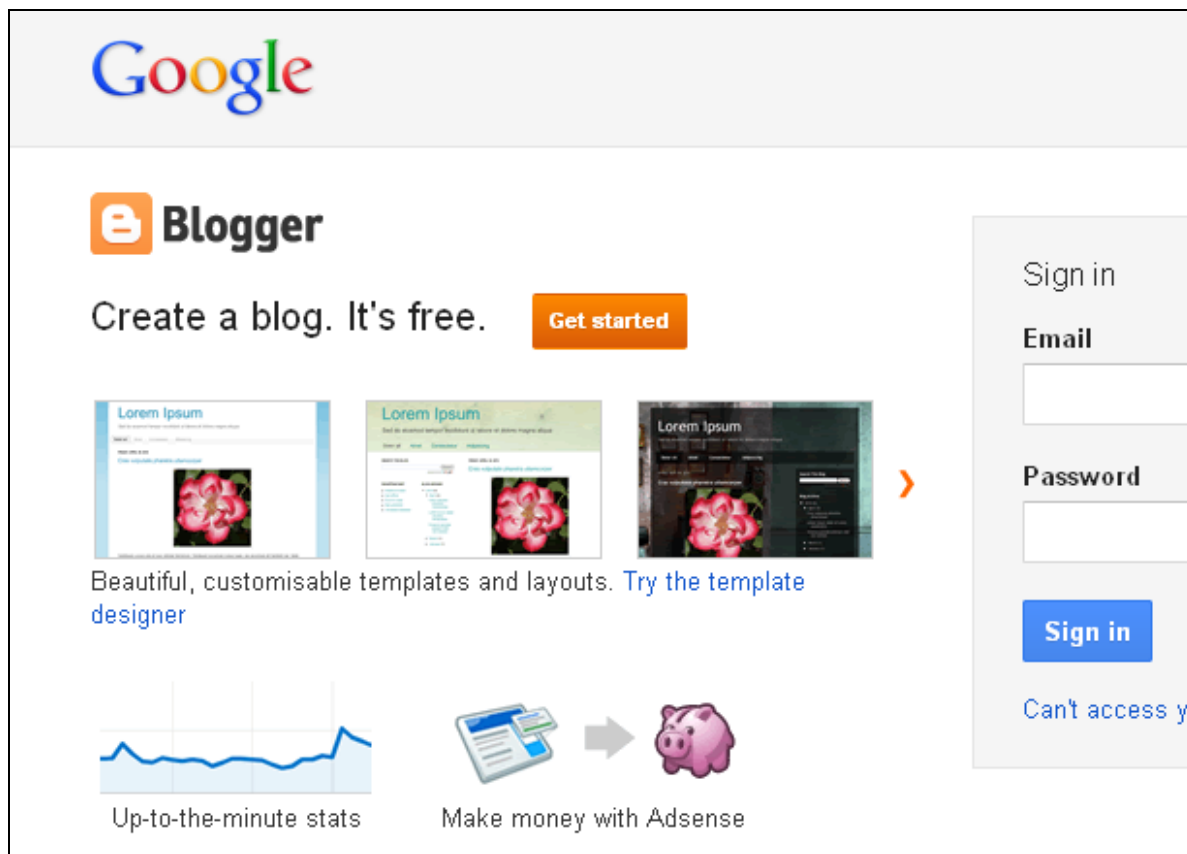 Google
Blogger
Create a blog. It's free.
Get started
Lorem Ipsum
Lorem Ipsum
Lorem Ipsum
Beautiful, customisable templates and layouts. Try the template
designer
Up-to-the-minute stats
Make money with Adsense
Sign in
Email
Password
Sign in
Can't access y